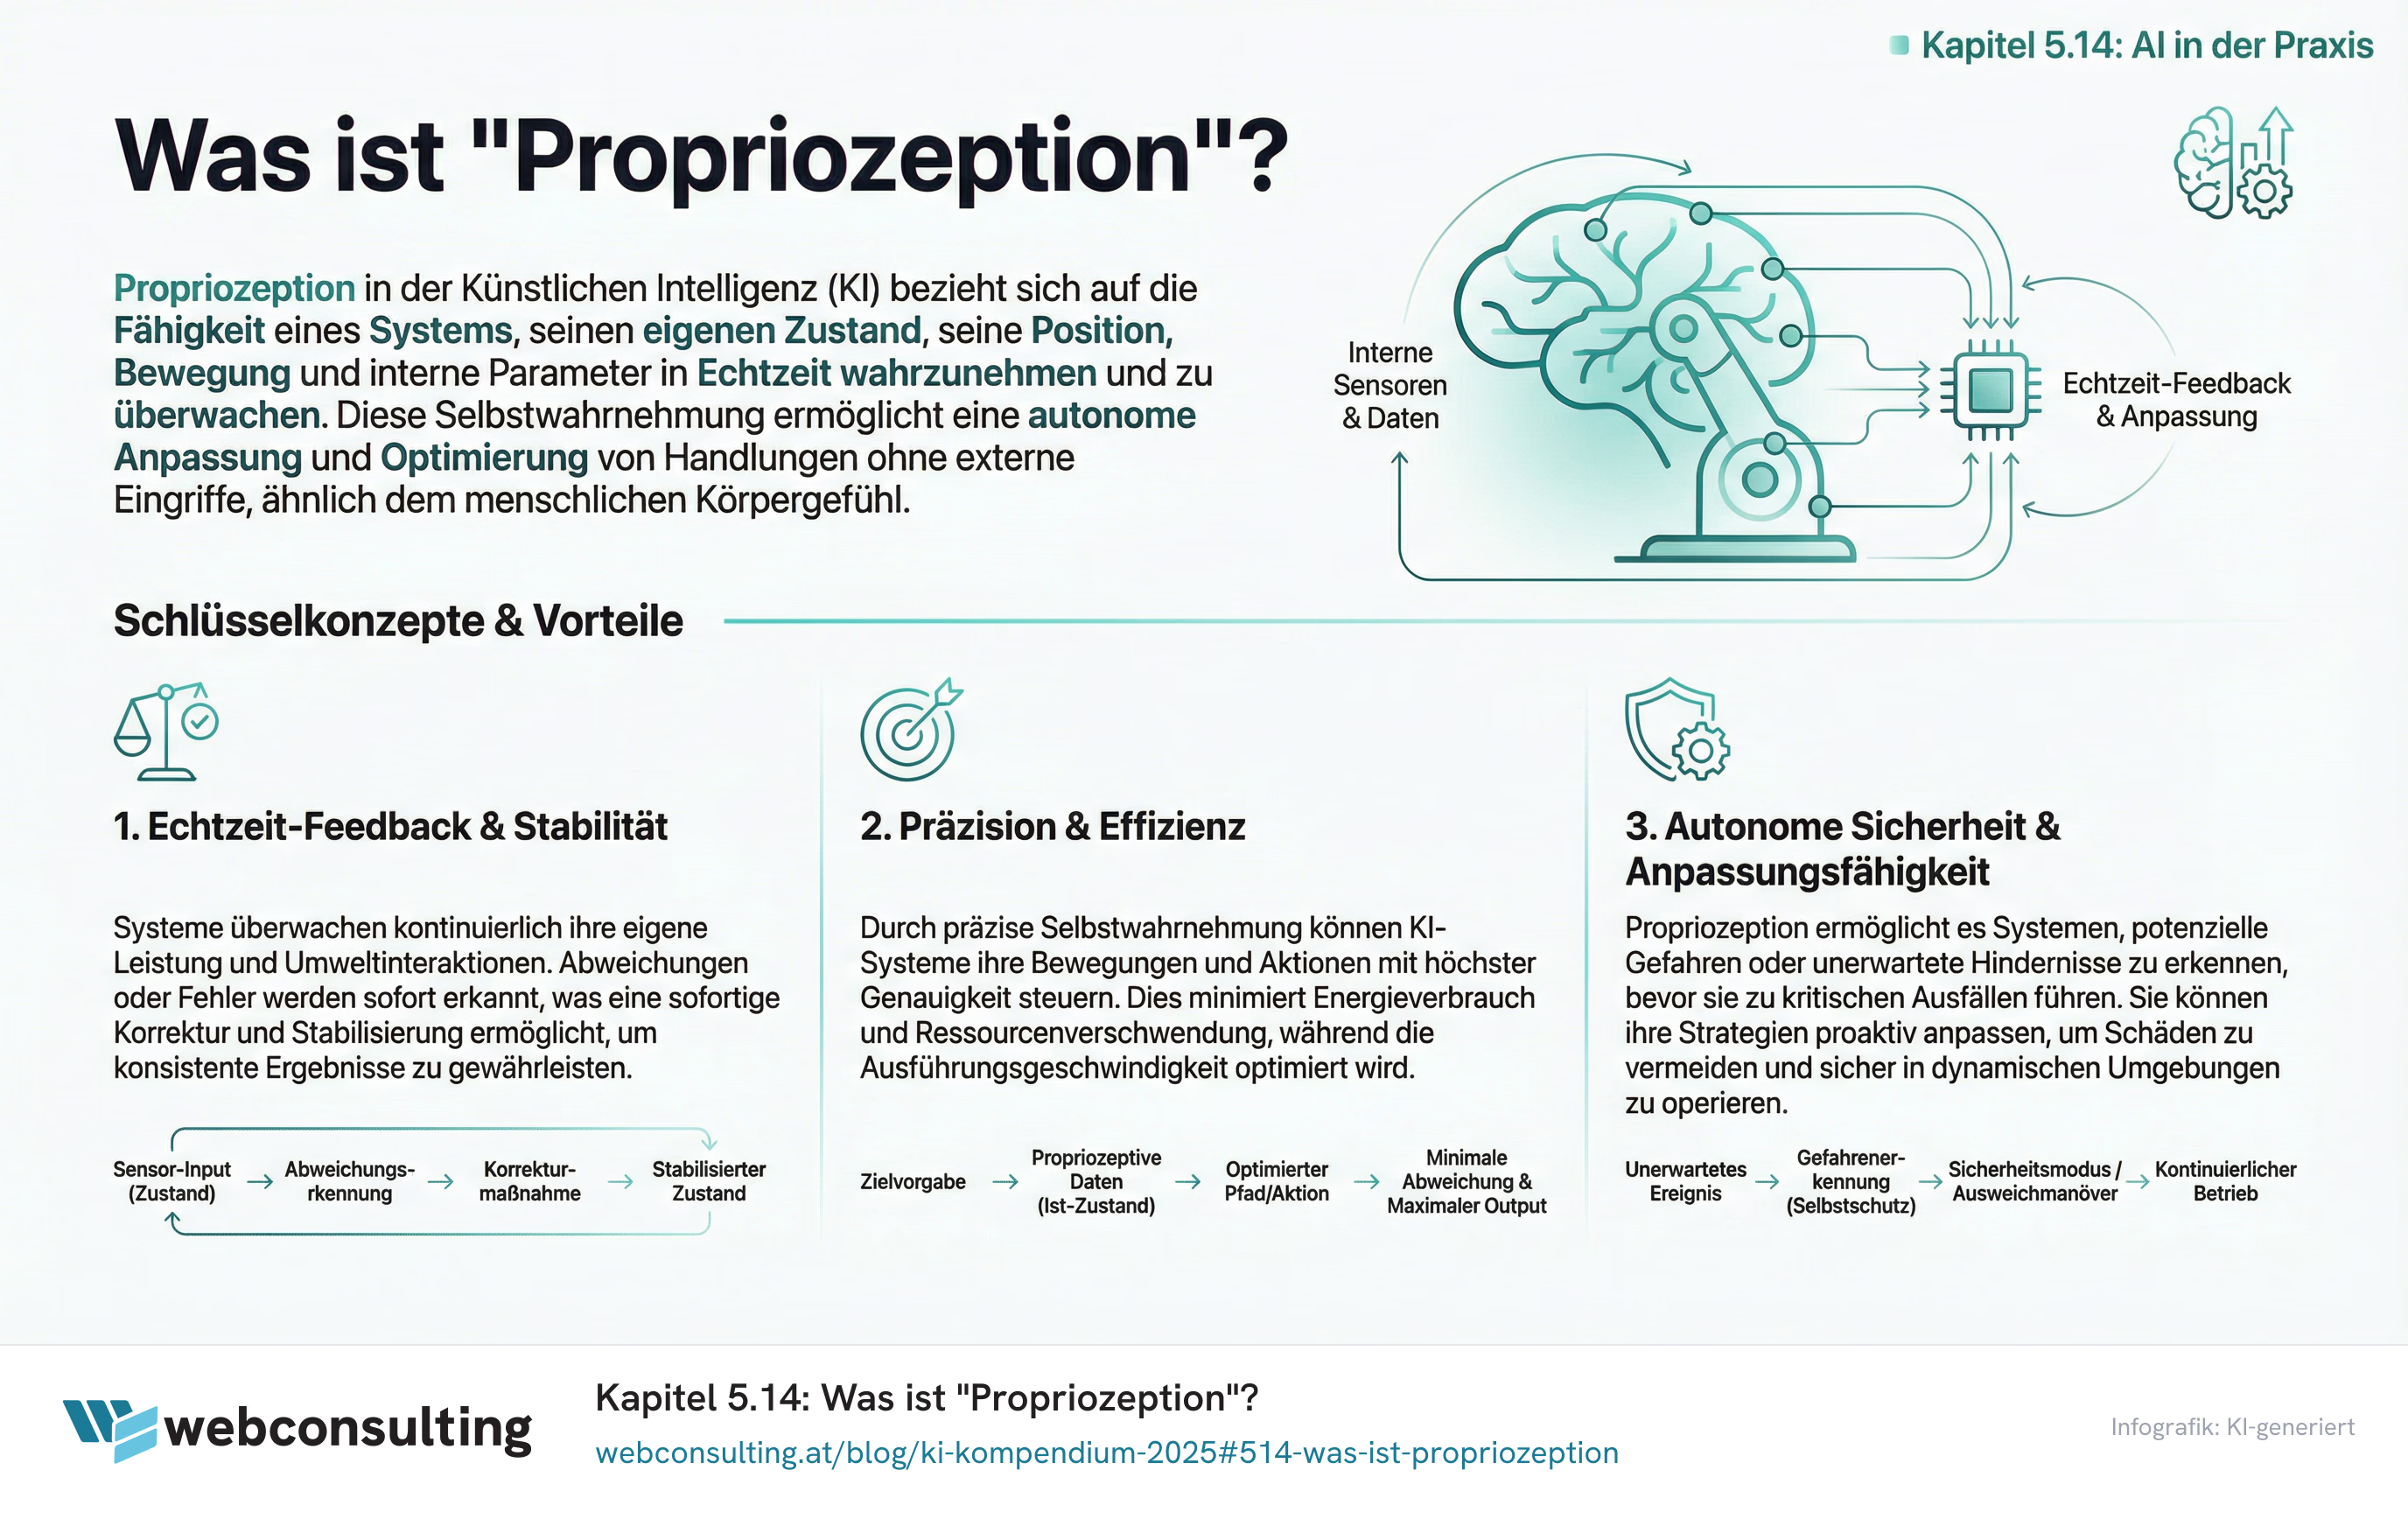 Kapitel 5.14: AI in der Praxis
Was ist "Propriozeption"?
Propriozeption in der Künstlichen Intelligenz (KI) bezieht sich auf die
Fähigkeit eines Systems, seinen eigenen Zustand, seine Position,
Bewegung und interne Parameter in Echtzeit wahrzunehmen und zu
überwachen. Diese Selbstwahrnehmung ermöglicht eine autonome
Anpassung und Optimierung von Handlungen ohne externe
Eingriffe, ähnlich dem menschlichen Körpergefühl.
Interne
Sensoren
& Daten
Echtzeit-Feedback
& Anpassung
Schlüsselkonzepte & Vorteile
1. Echtzeit-Feedback & Stabilität
Systeme überwachen kontinuierlich ihre eigene
Leistung und Umweltinteraktionen. Abweichungen
oder Fehler werden sofort erkannt, was eine sofortige
Korrektur und Stabilisierung ermöglicht, um
konsistente Ergebnisse zu gewährleisten.
Sensor-Input
(Zustand)
Abweichungs-
rkennung
Korrektur-
maßnahme
Stabilisierter
Zustand
2. Präzision & Effizienz
Durch präzise Selbstwahrnehmung können KI-
Systeme ihre Bewegungen und Aktionen mit höchster
Genauigkeit steuern. Dies minimiert Energieverbrauch
und Ressourcenverschwendung, während die
Ausführungsgeschwindigkeit optimiert wird.
Zielvorgabe
Propriozeptive
Daten
(Ist-Zustand)
Optimierter
Pfad/Aktion
Minimale
Abweichung &
Maximaler Output
3. Autonome Sicherheit &
Anpassungsfähigkeit
Propriozeption ermöglicht es Systemen, potenzielle
Gefahren oder unerwartete Hindernisse zu erkennen,
bevor sie zu kritischen Ausfällen führen. Sie können
ihre Strategien proaktiv anpassen, um Schäden zu
vermeiden und sicher in dynamischen Umgebungen
zu operieren.
Unerwartetes
Ereignis
Gefahrener-
kennung
(Selbstschutz)
Sicherheitsmodus /
Ausweichmanöver
Kontinuierlicher
Betrieb
webconsulting
Kapitel 5.14: Was ist "Propriozeption"?
webconsulting.at/blog/ki-kompendium-2025#514-was-ist-propriozeption
Infografik: KI-generiert